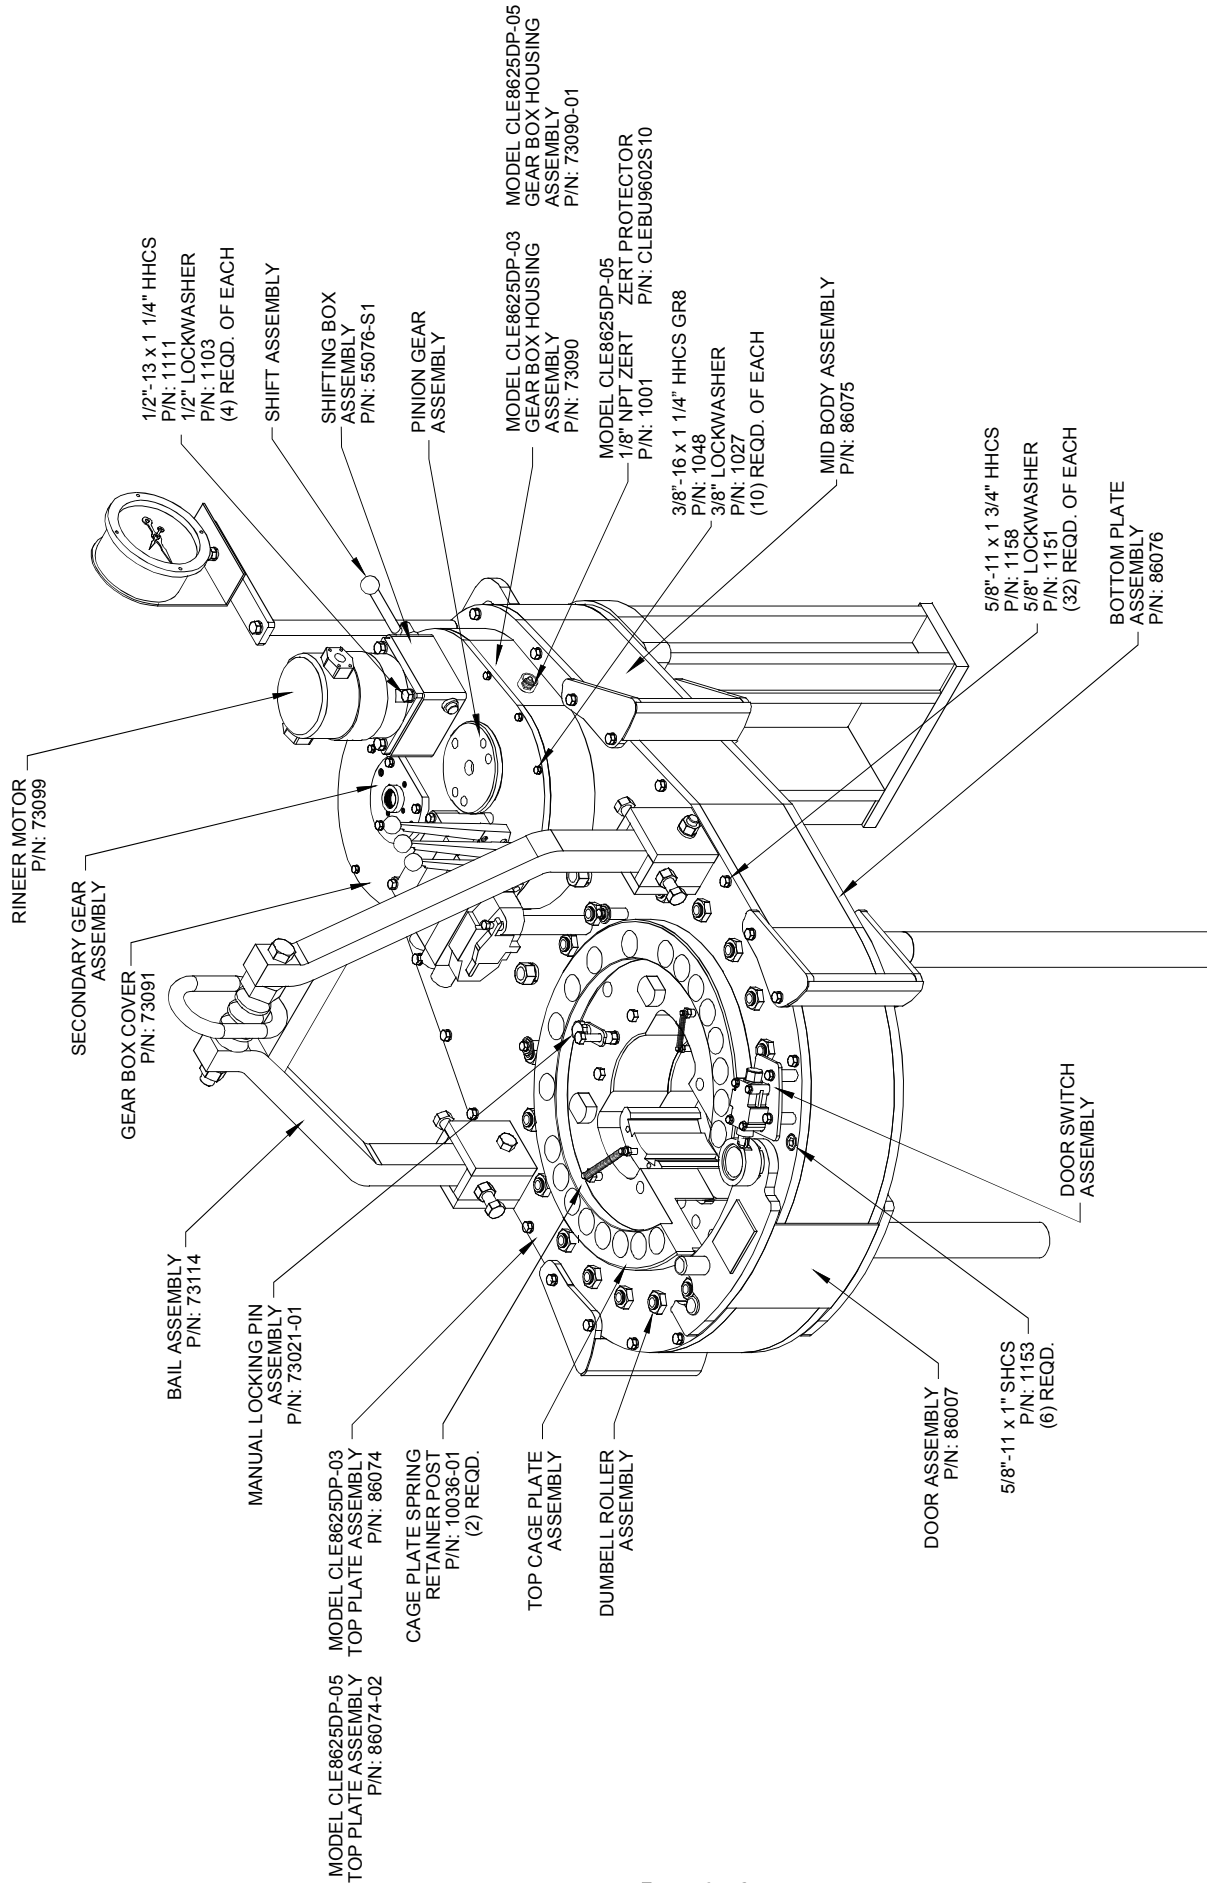 RINEER MOTOR
P/N: 73099
SECONDARY GEAR
ASSEMBLY
GEAR BOX COVER
P/N: 73091
BAIL ASSEMBLY
P/N: 73114
MANUAL LOCKING PIN
ASSEMBLY
P/N: 73021-01
MODEL CLE8625DP-05
TOP PLATE ASSEMBLY
P/N: 86074-02
MODEL CLE8625DP-03
TOP PLATE ASSEMBLY
P/N: 86074
CAGE PLATE SPRING
RETAINER POST
P/N: 10036-01
(2) REQD.
TOP CAGE PLATE
ASSEMBLY
DUMBELL ROLLER
ASSEMBLY
DOOR ASSEMBLY
P/N: 86007
5/8"-11 x 1" SHCS
P/N: 1153
(6) REQD.
DOOR SWITCH
ASSEMBLY
1/2"-13 x 1 1/4" HHCS
P/N: 1111
1/2" LOCKWASHER
P/N: 1103
(4) REQD. OF EACH
SHIFT ASSEMBLY
SHIFTING BOX
ASSEMBLY
P/N: 55076-S1
PINION GEAR
ASSEMBLY
MODEL CLE8625DP-03
GEAR BOX HOUSING
ASSEMBLY
P/N: 73090
MODEL CLE8625DP-05
GEAR BOX HOUSING
ASSEMBLY
P/N: 73090-01
MODEL CLE8625DP-05
1/8" NPT ZERT
P/N: 1001
ZERT PROTECTOR
P/N: CLEBU9602S10
3/8"-16 x 1 1/4" HHCS GR8
P/N: 1048
3/8" LOCKWASHER
P/N: 1027
(10) REQD. OF EACH
MID BODY ASSEMBLY
P/N: 86075
5/8"-11 x 1 3/4" HHCS
P/N: 1158
5/8" LOCKWASHER
P/N: 1151
(32) REQD. OF EACH
BOTTOM PLATE
ASSEMBLY
P/N: 86076